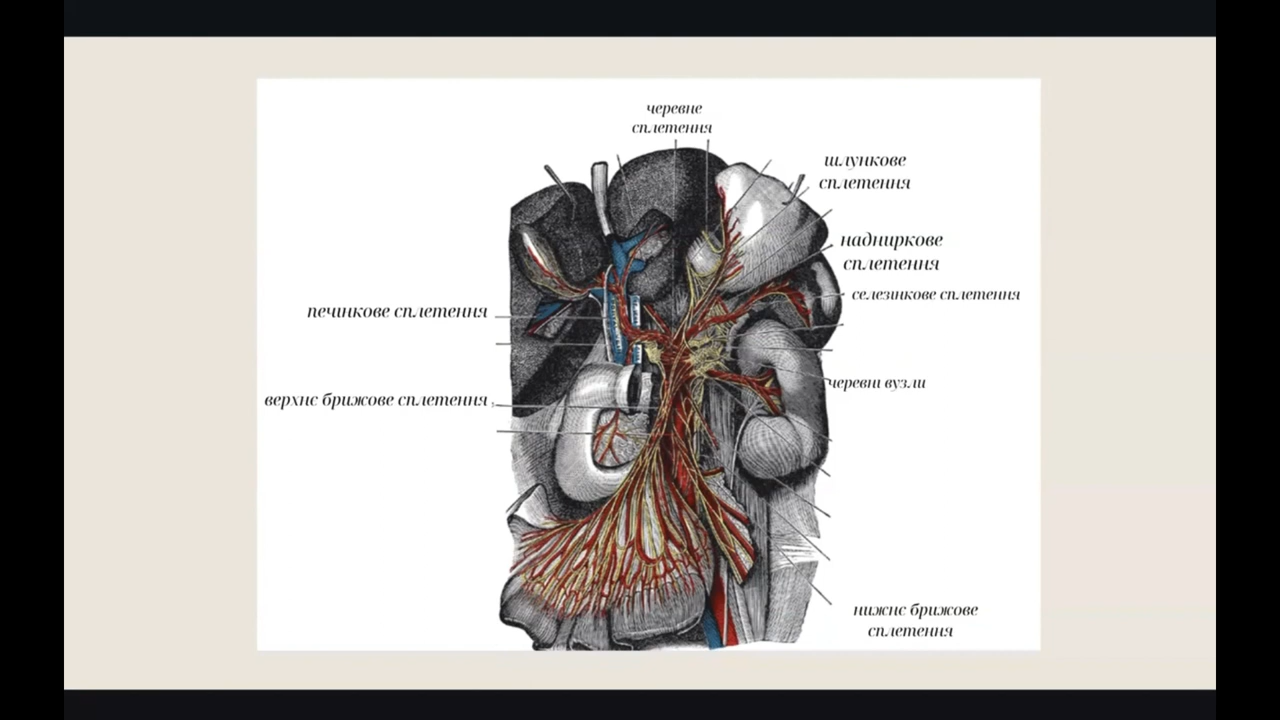 черевне
сплетення
шлункове
сплетення
надниркове
сплетення
селезінкове сплетення
печінкове сплетення
черевні вузли
верхнє брижове сплетення
нижнє брижове
сплетення